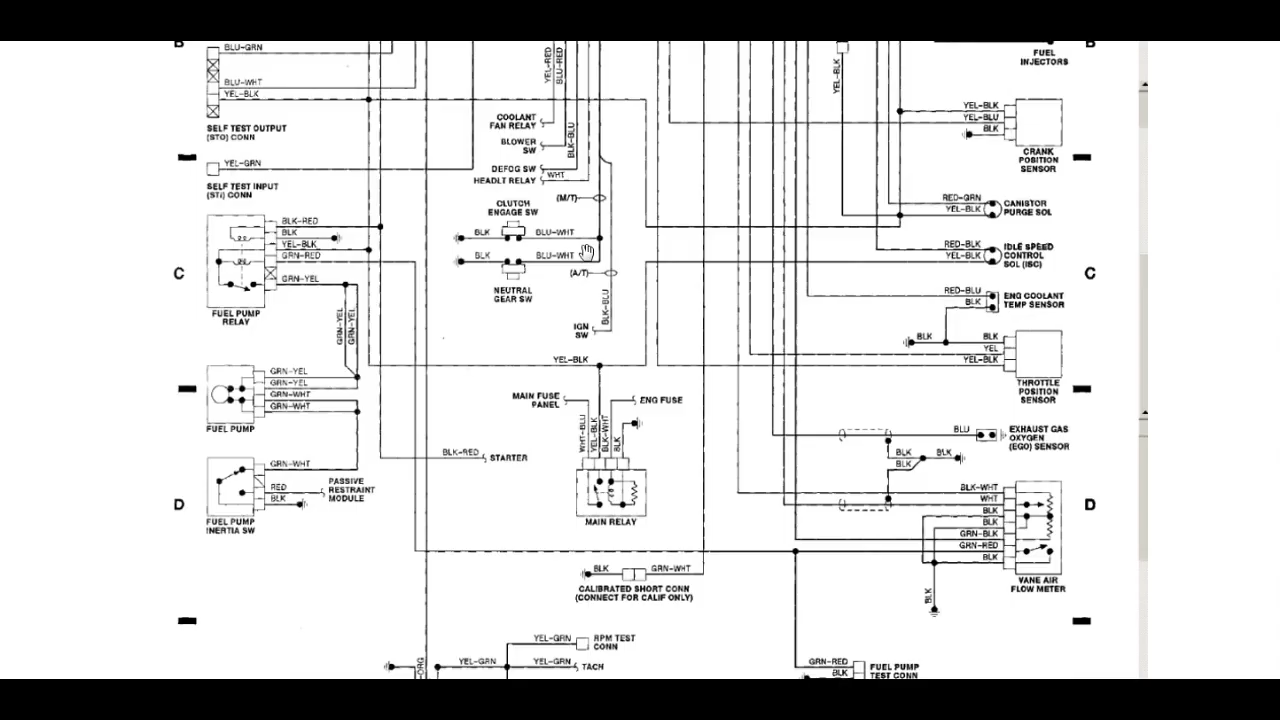 B
B
BLU-GRN
BLU-WHT
YEL-BLK
SELF TEST OUTPUT
(STO) CONN
YEL-GRN
SELF TEST INPUT
(STI) CONN
BLK-RED
BLK
YEL-BLK
GRN-RED
GRN-YEL
C
FUEL PUMP
RELAY
GRN-YEL
GRN-YEL
GRN-YEL
GRN-YEL
GRN-WHT
GRN-WHT
FUEL PUMP
GRN-WHT
RED
BLK
PASSIVE
RESTRAINT
MODULE
D
FUEL PUMP
INERTIA SW
YEL-RED
BLU-RED
COOLANT
FAN RELAY
BLOWER
SW
BLK-BLU
DEFOG SW
WHT
HEADLT RELAY
(M/T)
CLUTCH
ENGAGE SW
BLK
BLU-WHT
BLK
BLU-WHT
(A/T)
NEUTRAL
GEAR SW
BLK-BLU
IGN
SW
YEL-BLK
MAIN FUSE
PANEL
ENG FUSE
WHT-BLU
YEL-BLK
BLK-WHT
BLK
BLK-RED
STARTER
MAIN RELAY
BLK
GRN-WHT
CALIBRATED SHORT CONN
(CONNECT FOR CALIF ONLY)
YEL-GRN
RPM TEST
CONN
ORG
YEL-GRN
YEL-GRN
TACH
FUEL
INJECTORS
YEL-BLK
YEL-BLK
YEL-BLU
BLK
CRANK
POSITION
SENSOR
RED-GRN
YEL-BLK
CANISTOR
PURGE SOL
RED-BLK
YEL-BLK
IDLE SPEED
CONTROL
SOL (ISC)
C
RED-BLU
BLK
ENG COOLANT
TEMP SENSOR
BLK
BLK
YEL
YEL-BLK
THROTTLE
POSITION
SENSOR
BLU
EXHAUST GAS
OXYGEN
(EGO) SENSOR
BLK
BLK
BLK
BLK-WHT
WHT
BLK
BLK
GRN-BLK
GRN-RED
BLK
D
VANE AIR
FLOW METER
BLK
GRN-RED
BLK
FUEL PUMP
TEST CONN